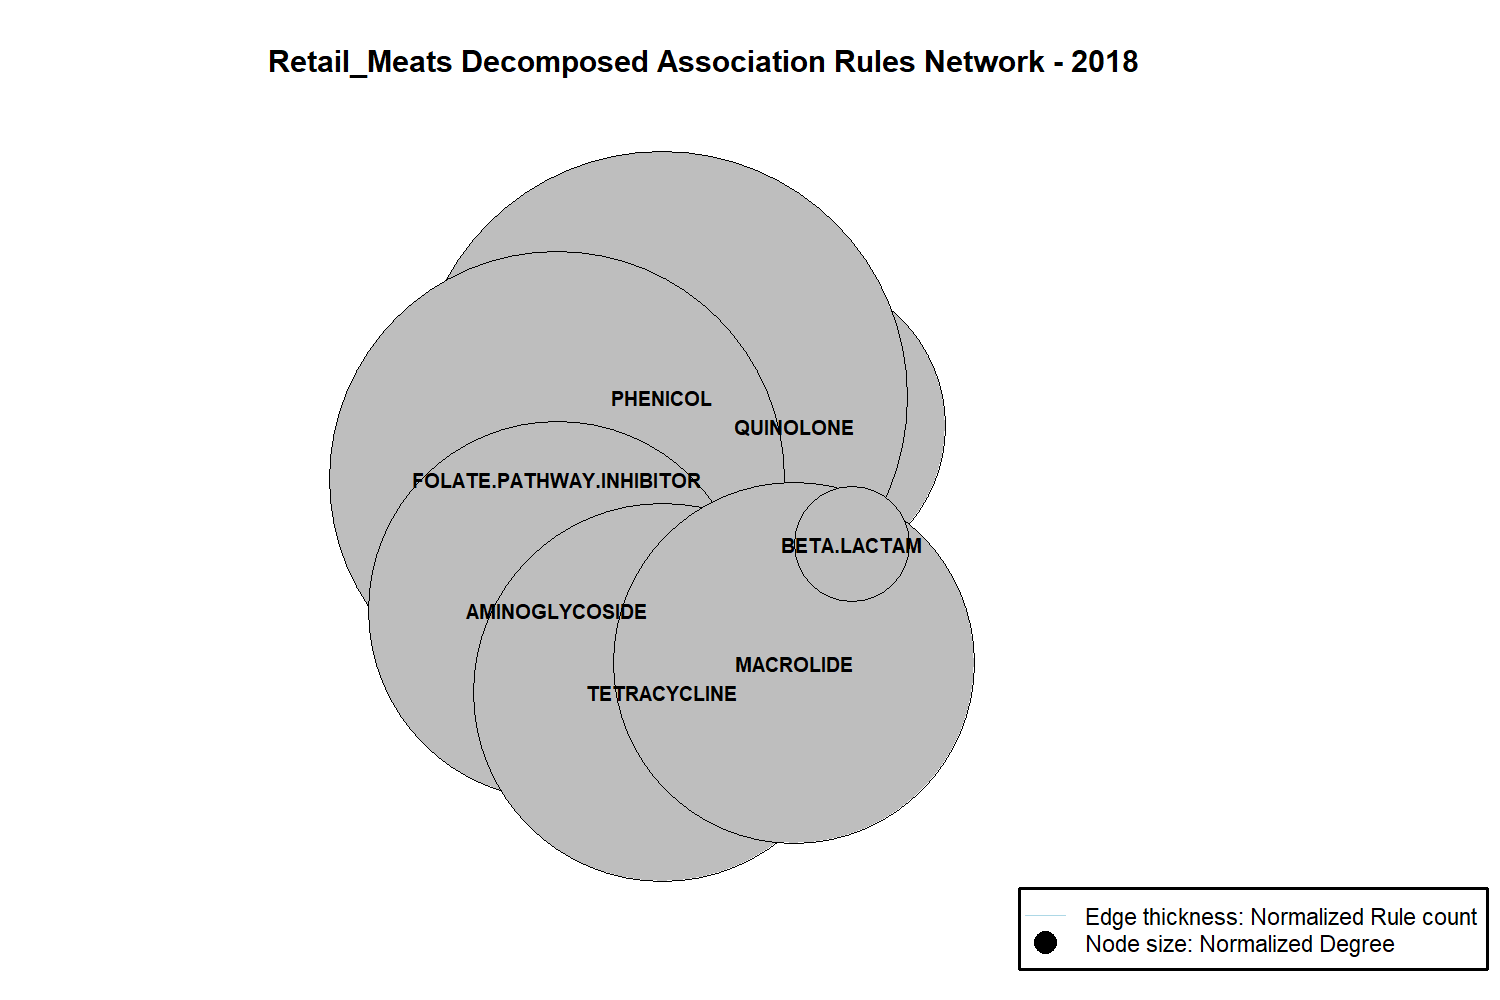 Retail_Meats Decomposed Association Rules Network - 2018
PHENICOL
QUINOLONE
FOLATE.PATHWAY.INHIBITOR
BETA.LACTAM
AMINOGLYCOSIDE
MACROLIDE
TETRACYCLINE
Edge thickness: Normalized Rule count
Node size: Normalized Degree